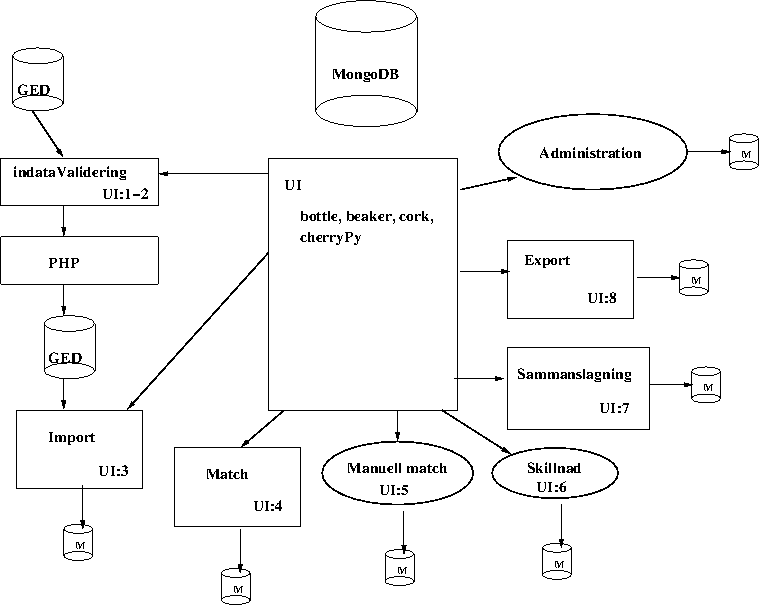 MongoDB
GED
indataValidering
UI:1-2
PHP
GED
Import
UI:3
M
UI
bottle, beaker, cork,
cherryPy
Administration
M
Export
UI:8
M
Sammanslagning
UI:7
M
Match
UI:4
M
Manuell match
UI:5
M
Skillnad
UI:6
M